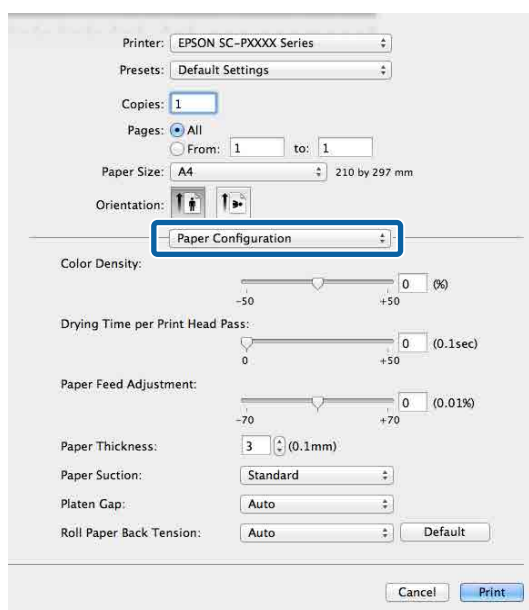 Printer: EPSON SC-PXXXX Series
Presets: Default Settings
Copies: 1
Pages: All
From: 1 to: 1
Paper Size: A4 210 by 297 mm
Orientation:
Paper Configuration
Color Density:
0 (%)
-50 +50
Drying Time per Print Head Pass:
0 (0.1sec)
0 +50
Paper Feed Adjustment:
0 (0.01%)
-70 +70
Paper Thickness: 3 (0.1mm)
Paper Suction: Standard
Platen Gap: Auto
Roll Paper Back Tension: Auto Default
Cancel Print